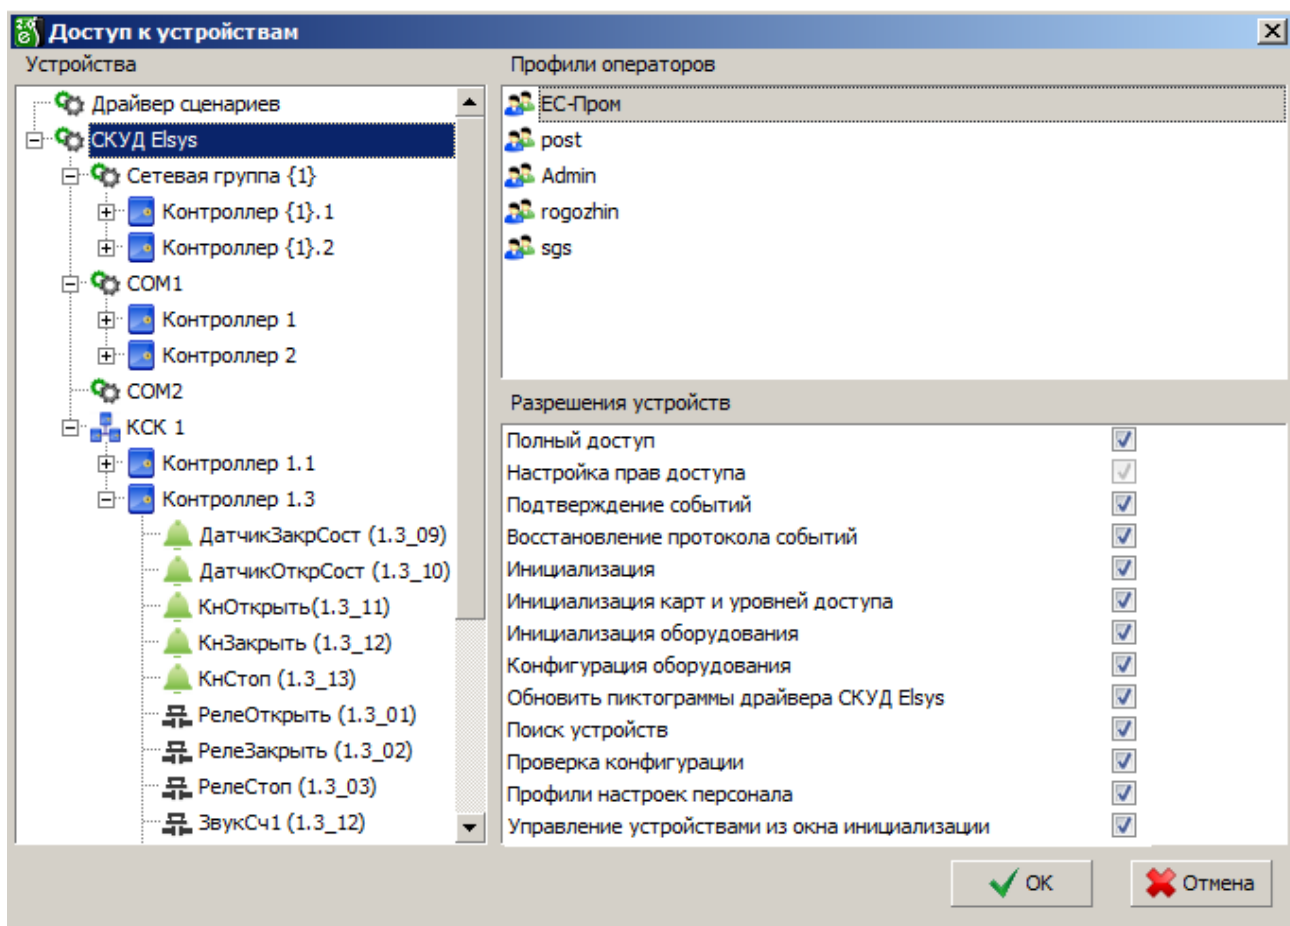 Доступ к устройствам
Устройства
Драйвер сценариев
СКУД Elsys
Сетевая группа {1}
Контроллер {1}.1
Контроллер {1}.2
COM1
Контроллер 1
Контроллер 2
COM2
КСК 1
Контроллер 1.1
Контроллер 1.3
ДатчикЗакрСост (1.3_09)
ДатчикОткрСост (1.3_10)
КнОткрыть(1.3_11)
КнЗакрыть (1.3_12)
КнСтоп (1.3_13)
РелеОткрыть (1.3_01)
РелеЗакрыть (1.3_02)
РелеСтоп (1.3_03)
ЗвукСч1 (1.3_12)
Профили операторов
ЕС-Пром
post
Admin
rogozhin
sgs
Разрешения устройств
Полный доступ
Настройка прав доступа
Подтверждение событий
Восстановление протокола событий
Инициализация
Инициализация карт и уровней доступа
Инициализация оборудования
Конфигурация оборудования
Обновить пиктограммы драйвера СКУД Elsys
Поиск устройств
Проверка конфигурации
Профили настроек персонала
Управление устройствами из окна инициализации
OK
Отмена